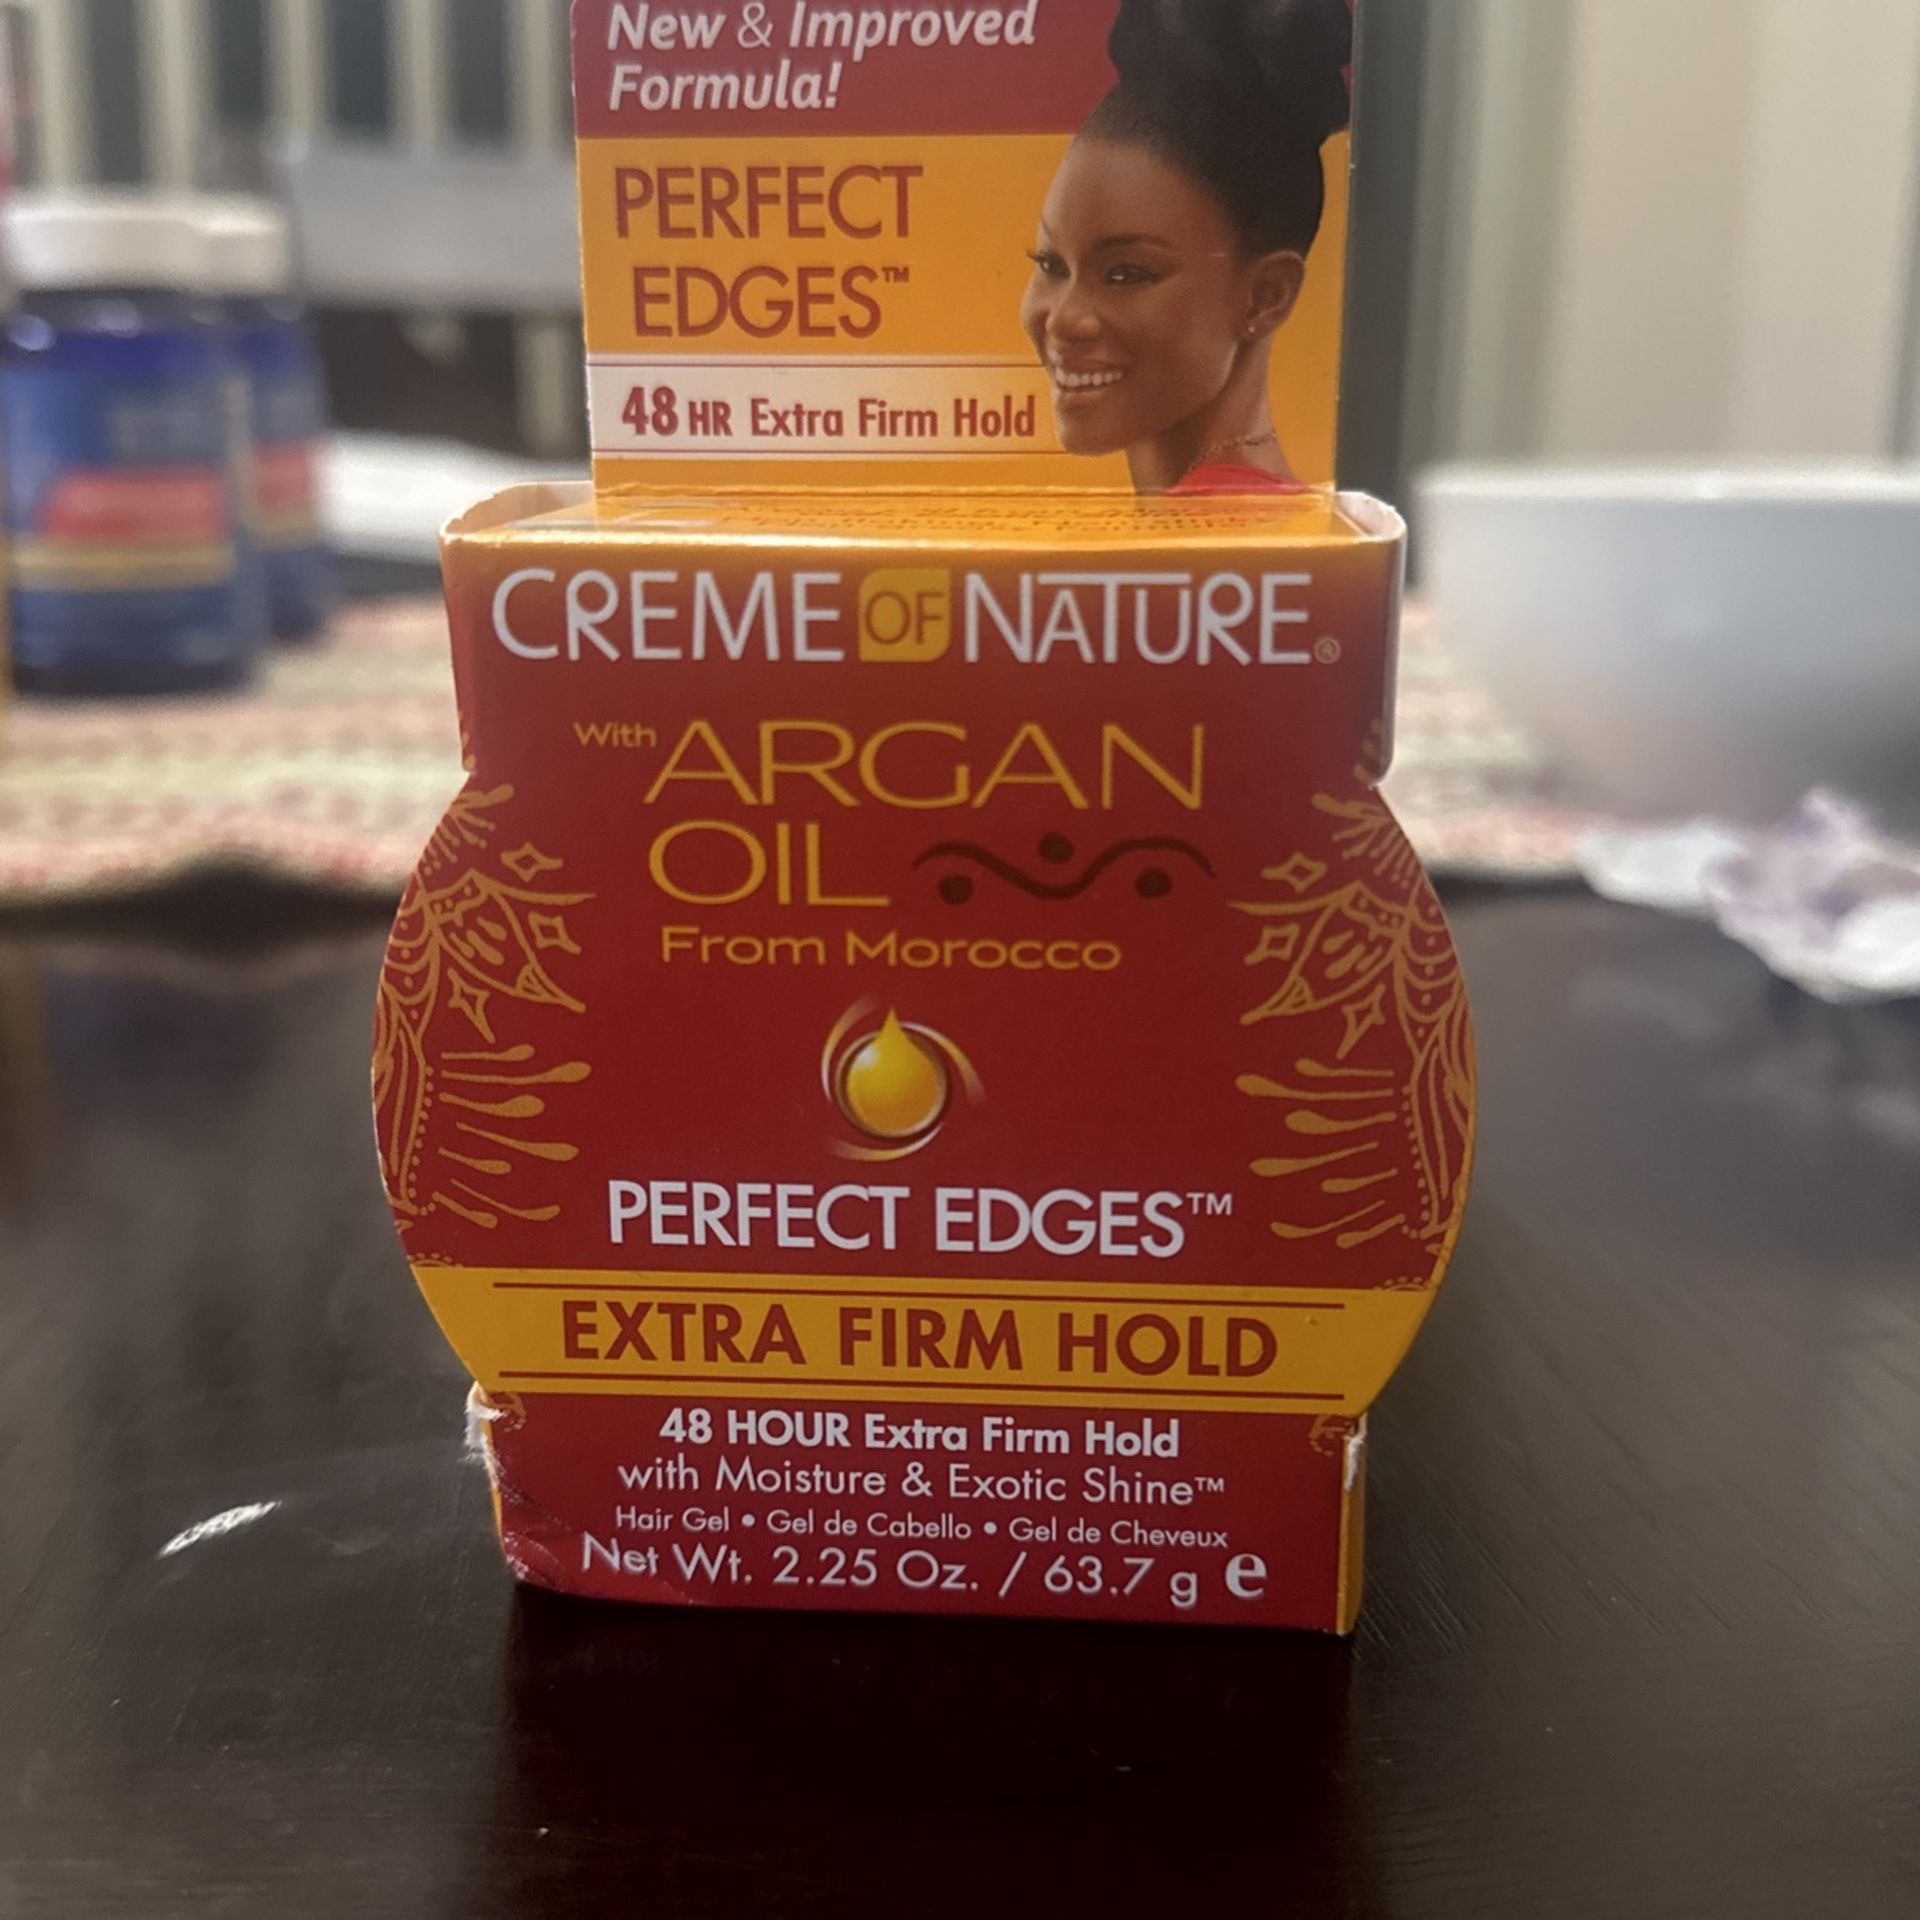 New & Improved
Formula!
PERFECT
EDGES™
48 HR Extra Firm Hold
CREME OF NATURE®
With ARGAN
OIL
From Morocco
PERFECT EDGES™
EXTRA FIRM HOLD
48 HOUR Extra Firm Hold
with Moisture & Exotic Shine™
Hair Gel • Gel de Cabello • Gel de Cheveux
Net Wt. 2.25 Oz. / 63.7 g e